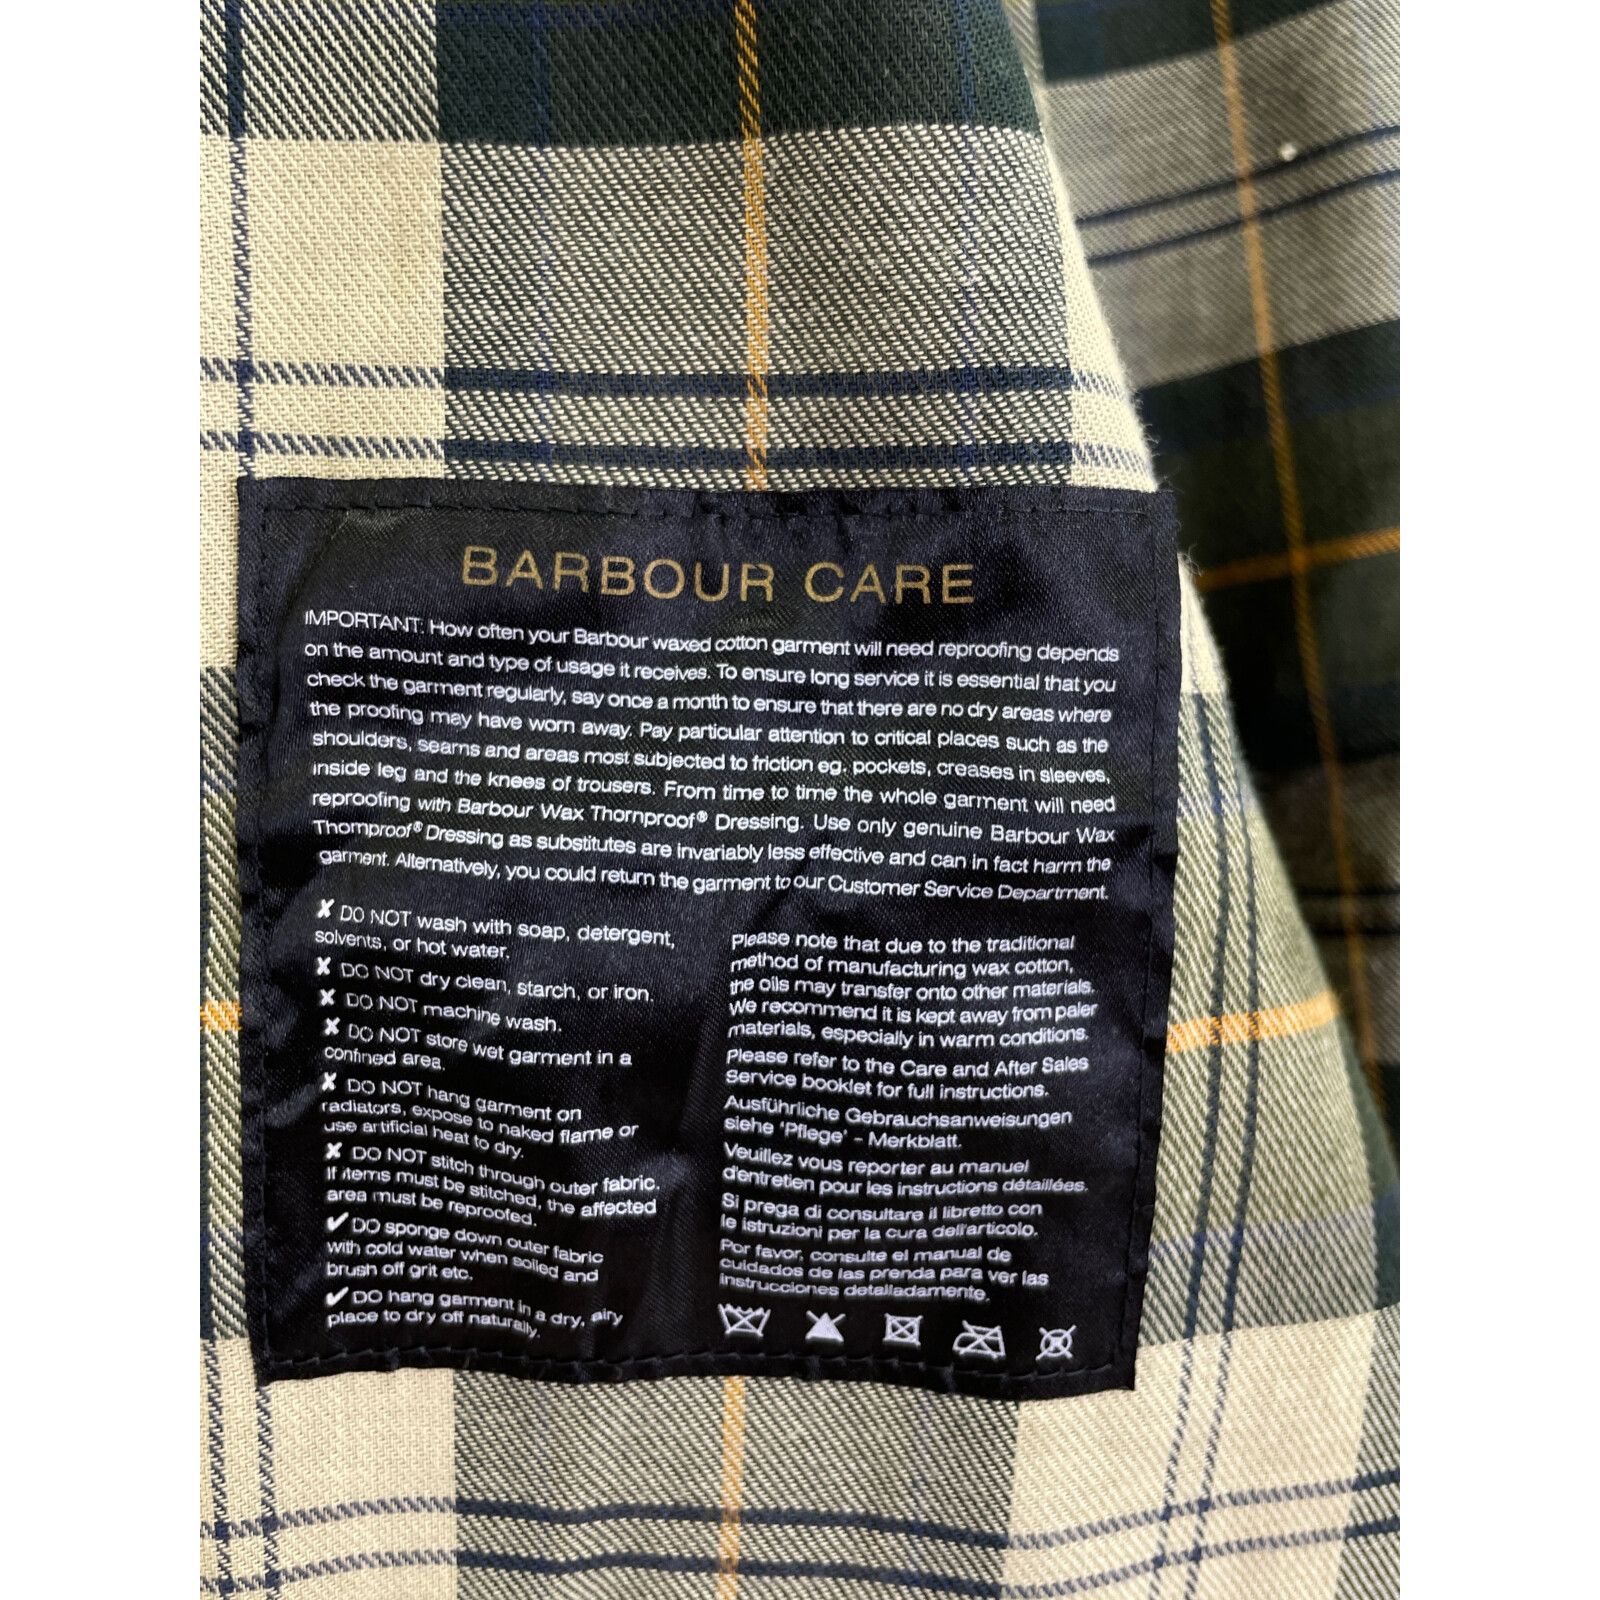 BARBOUR CARE
IMPORTANT: How often your Barbour waxed cotton garment will need reproofing depends
on the amount and type of usage it receives. To ensure long service it is essential that you
check the garment regularly, say once a month to ensure that there are no dry areas where
the proofing may have worn away. Pay particular attention to critical places such as the
shoulders, seams and areas most subjected to friction eg. pockets, creases in sleeves,
inside leg and the knees of trousers. From time to time the whole garment will need
reproofing with Barbour Wax Thornproof® Dressing. Use only genuine Barbour Wax
Thornproof® Dressing as substitutes are invariably less effective and can in fact harm the
garment. Alternatively, you could return the garment to our Customer Service Department.
✘ DO NOT wash with soap, detergent,
solvents, or hot water.
✘ DO NOT dry clean, starch, or iron.
✘ DO NOT machine wash.
✘ DO NOT store wet garment in a
confined area.
✘ DO NOT hang garment on
radiators, expose to naked flame or
use artificial heat to dry.
✘ DO NOT stitch through outer fabric.
If items must be stitched, the affected
area must be reproofed.
✔ DO sponge down outer fabric
with cold water when soiled and
brush off grit etc.
✔ DO hang garment in a dry, airy
place to dry off naturally.
Please note that due to the traditional
method of manufacturing wax cotton,
the oils may transfer onto other materials.
We recommend it is kept away from paler
materials, especially in warm conditions.
Please refer to the Care and After Sales
Service booklet for full instructions.
Ausführliche Gebrauchsanweisungen
siehe 'Pflege' - Merkblatt.
Veuillez vous reporter au manuel
d'entretien pour les instructions détaillées.
Si prega di consultare il libretto con
le istruzioni per la cura dell'articolo.
Por favor, consulte el manual de
cuidados de las prenda para ver las
instrucciones detalladamente.